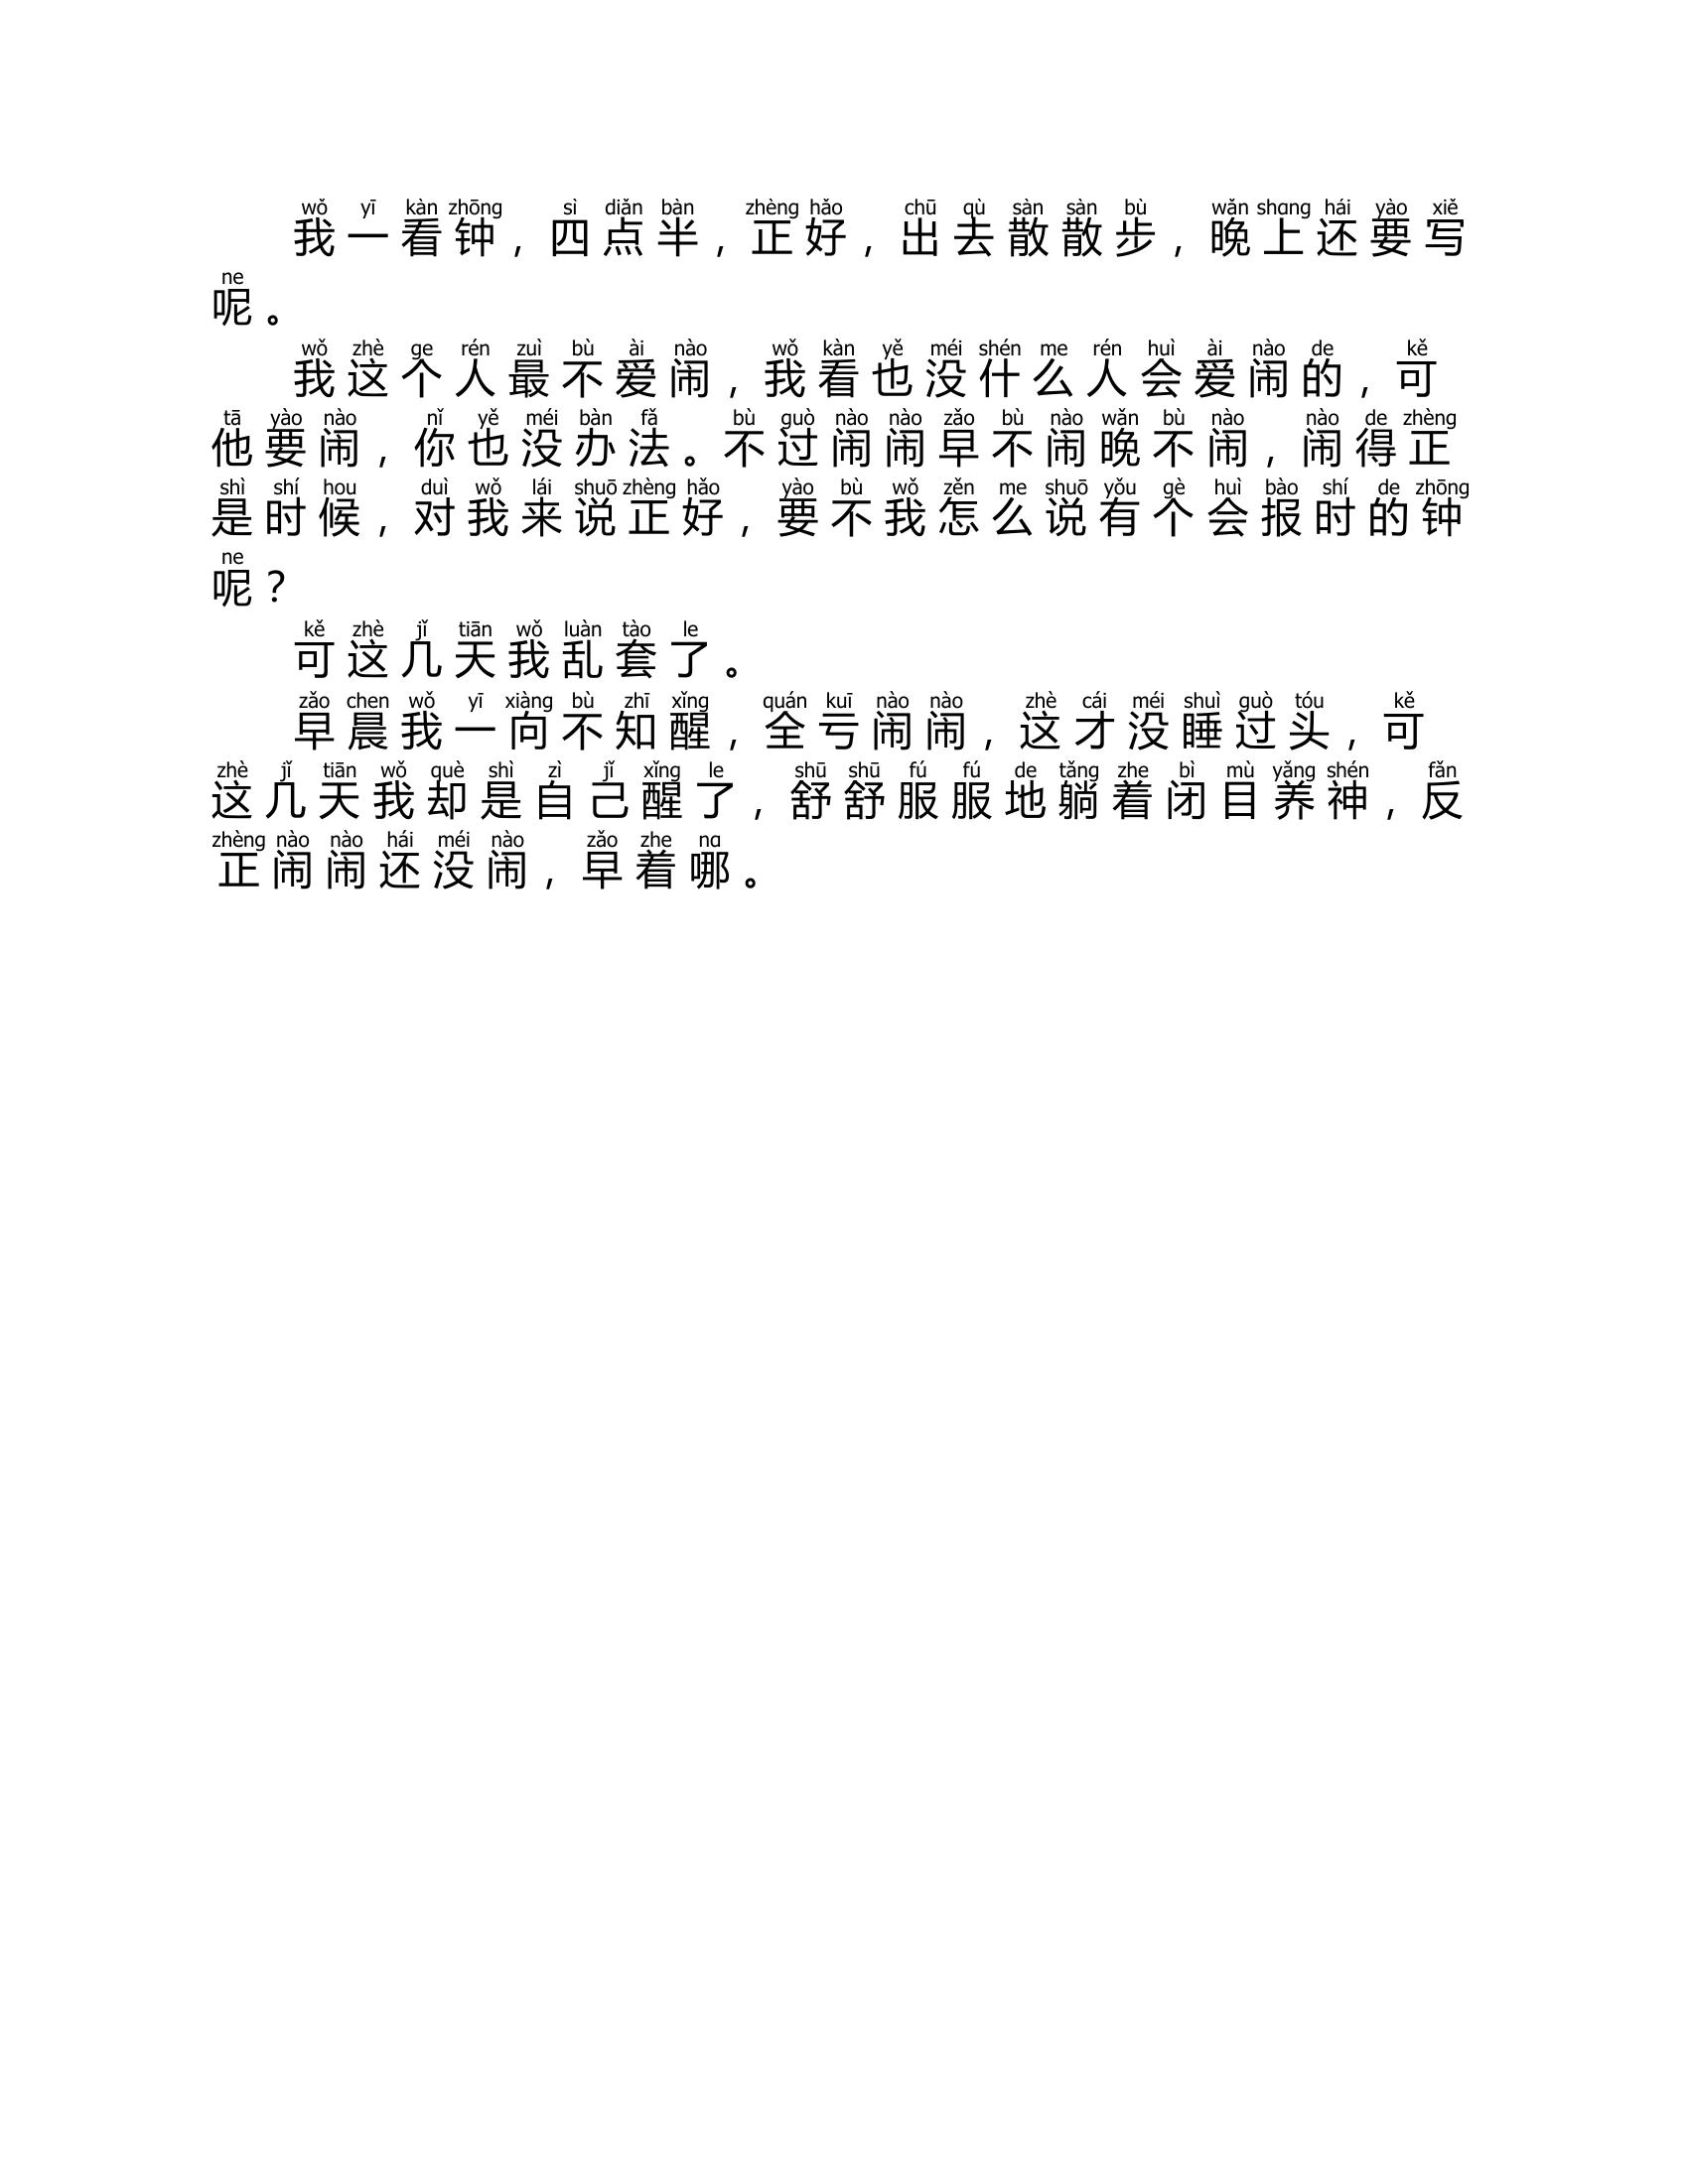 wǒ yī kàn zhōng sì diǎn bàn zhèng hǎo chū qù sàn sàn bù wǎn shɑng hái yào xiě
我一看钟，四点半，正好，出去散散步，晚上还要写
ne
呢。
wǒ zhè ge rén zuì bù ài nào wǒ kàn yě méi shén me rén huì ài nào de kě
我这个人最不爱闹，我看也没什么人会爱闹的，可
tā yào nào nǐ yě méi bàn fǎ bù guò nào nào zǎo bù nào wǎn bù nào nào de zhèng
他要闹，你也没办法。不过闹闹早不闹晚不闹，闹得正
shì shí hou duì wǒ lái shuō zhèng hǎo yào bù wǒ zěn me shuō yǒu gè huì bào shí de zhōng
是时候，对我来说正好，要不我怎么说有个会报时的钟
ne
呢？
kě zhè jǐ tiān wǒ luàn tào le
可这几天我乱套了。
zǎo chen wǒ yī xiàng bù zhī xǐng quán kuī nào nào zhè cái méi shuì guò tóu kě
早晨我一向不知醒，全亏闹闹，这才没睡过头，可
zhè jǐ tiān wǒ què shì zì jǐ xǐng le shū shū fú fú de tǎng zhe bì mù yǎng shén fǎn
这几天我却是自己醒了，舒舒服服地躺着闭目养神，反
zhèng nào nào hái méi nào zǎo zhe nɑ
正闹闹还没闹，早着哪。